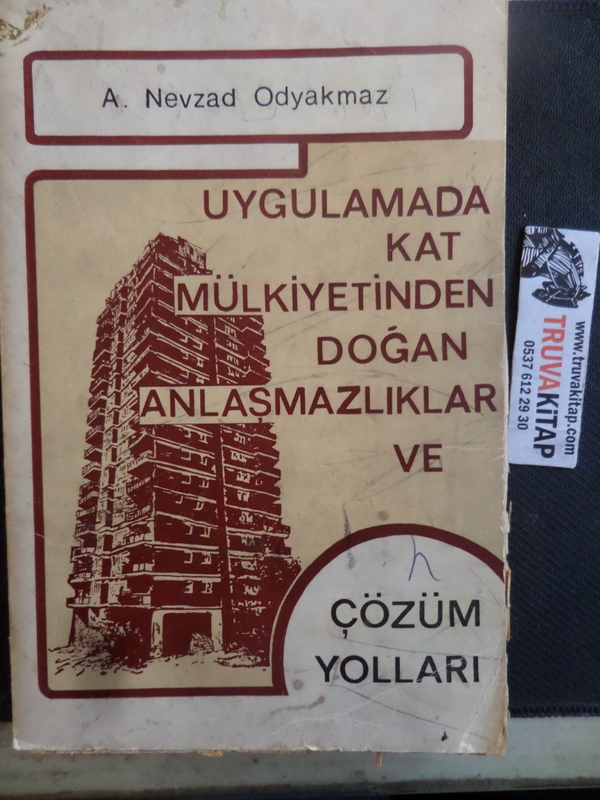 A. Nevzad Odyakmaz
UYGULAMADA
KAT
MÜLKİYETİNDEN
DOĞAN
ANLAŞMAZLIKLAR
VE
ÇÖZÜM
YOLLARI
www.truvakitap.com
TRUVAKİTAP
0537 612 29 30